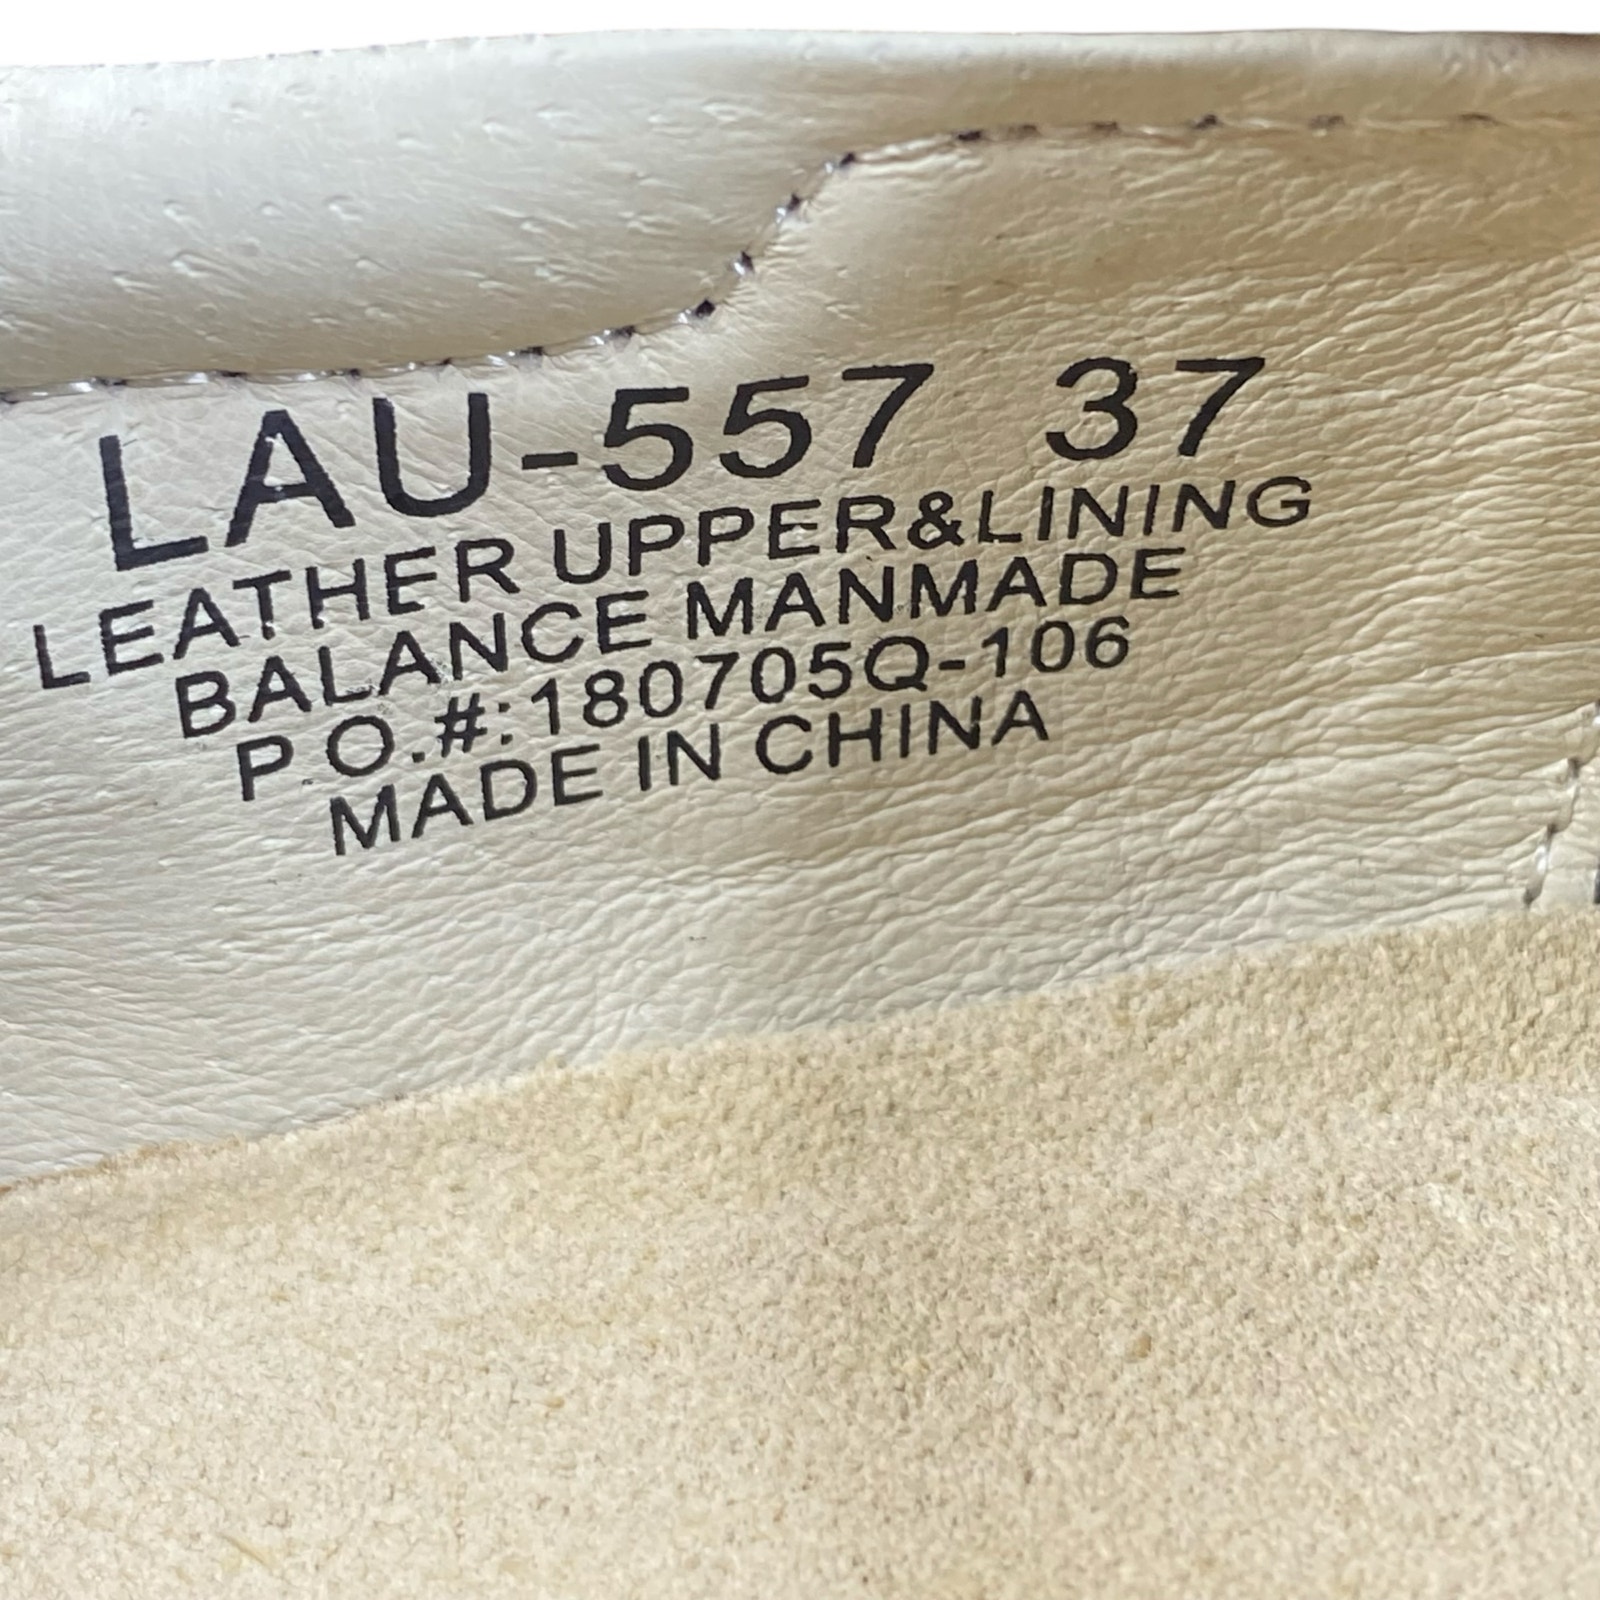 LAU-557 37
LEATHER UPPER&LINING
BALANCE MANMADE
P.O.#:180705Q-106
MADE IN CHINA